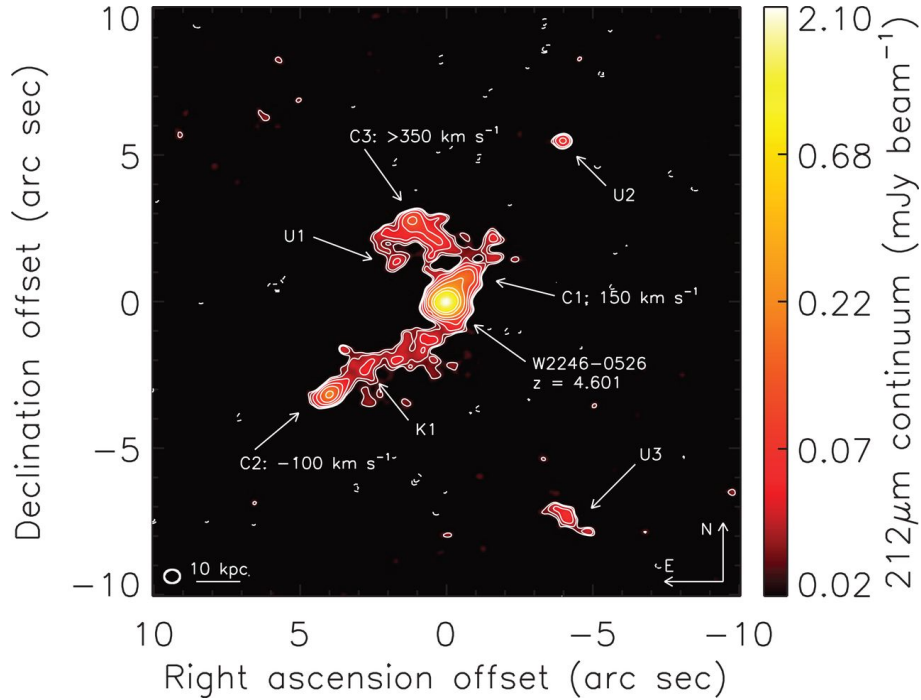 10
5
0
−5
−10
Declination offset (arc sec)
C3: >350 km s−1
U2
U1
C1: 150 km s−1
W2246−0526
z = 4.601
K1
C2: −100 km s−1
U3
N
E
10 kpc
10 5 0 −5 −10
Right ascension offset (arc sec)
2.10
0.68
0.22
0.07
0.02
212μm continuum (mJy beam−1)